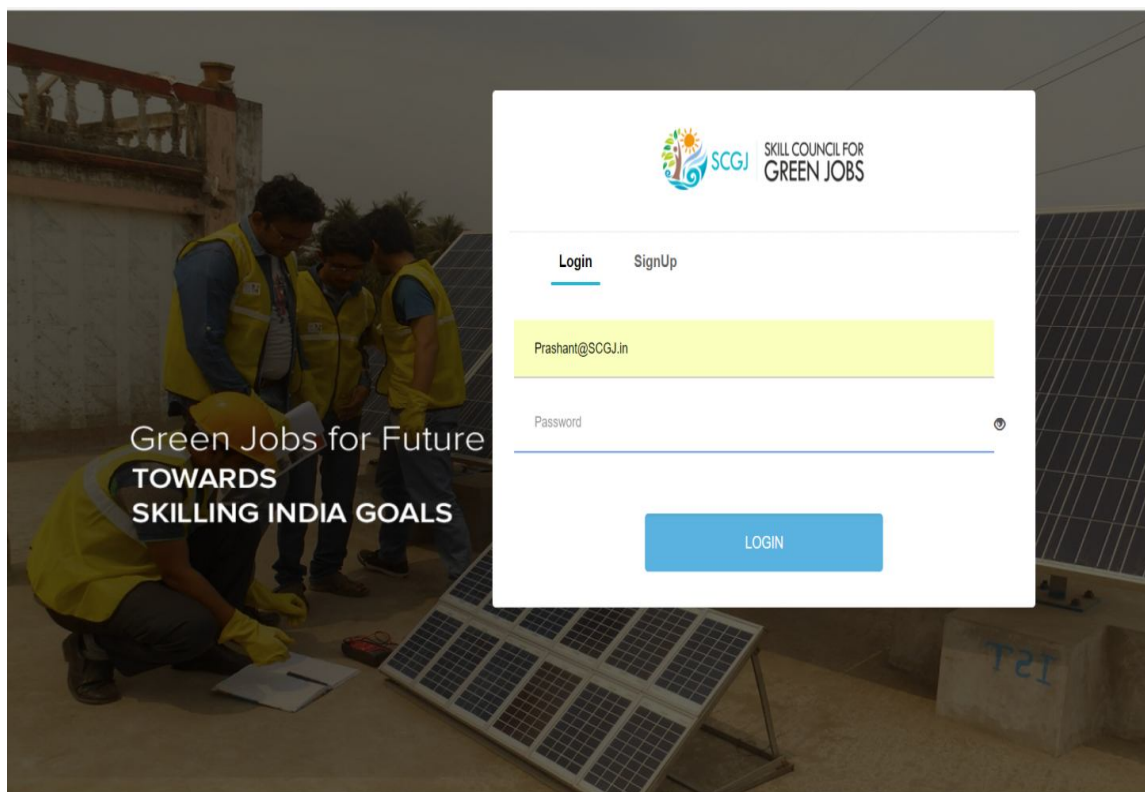 SCGJ
SKILL COUNCIL FOR
GREEN JOBS
Login SignUp
Prashant@SCGJ.in
Password
LOGIN
Green Jobs for Future
TOWARDS
SKILLING INDIA GOALS
IST